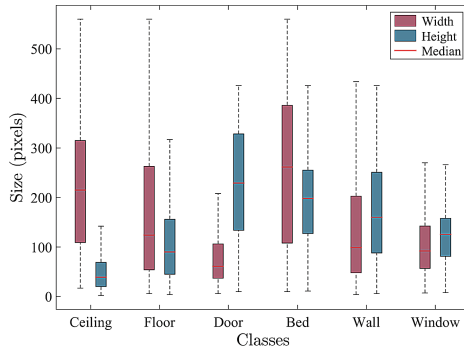 Width
Height
Median
500
400
300
200
100
0
Size (pixels)
Ceiling Floor Door Bed Wall Window
Classes